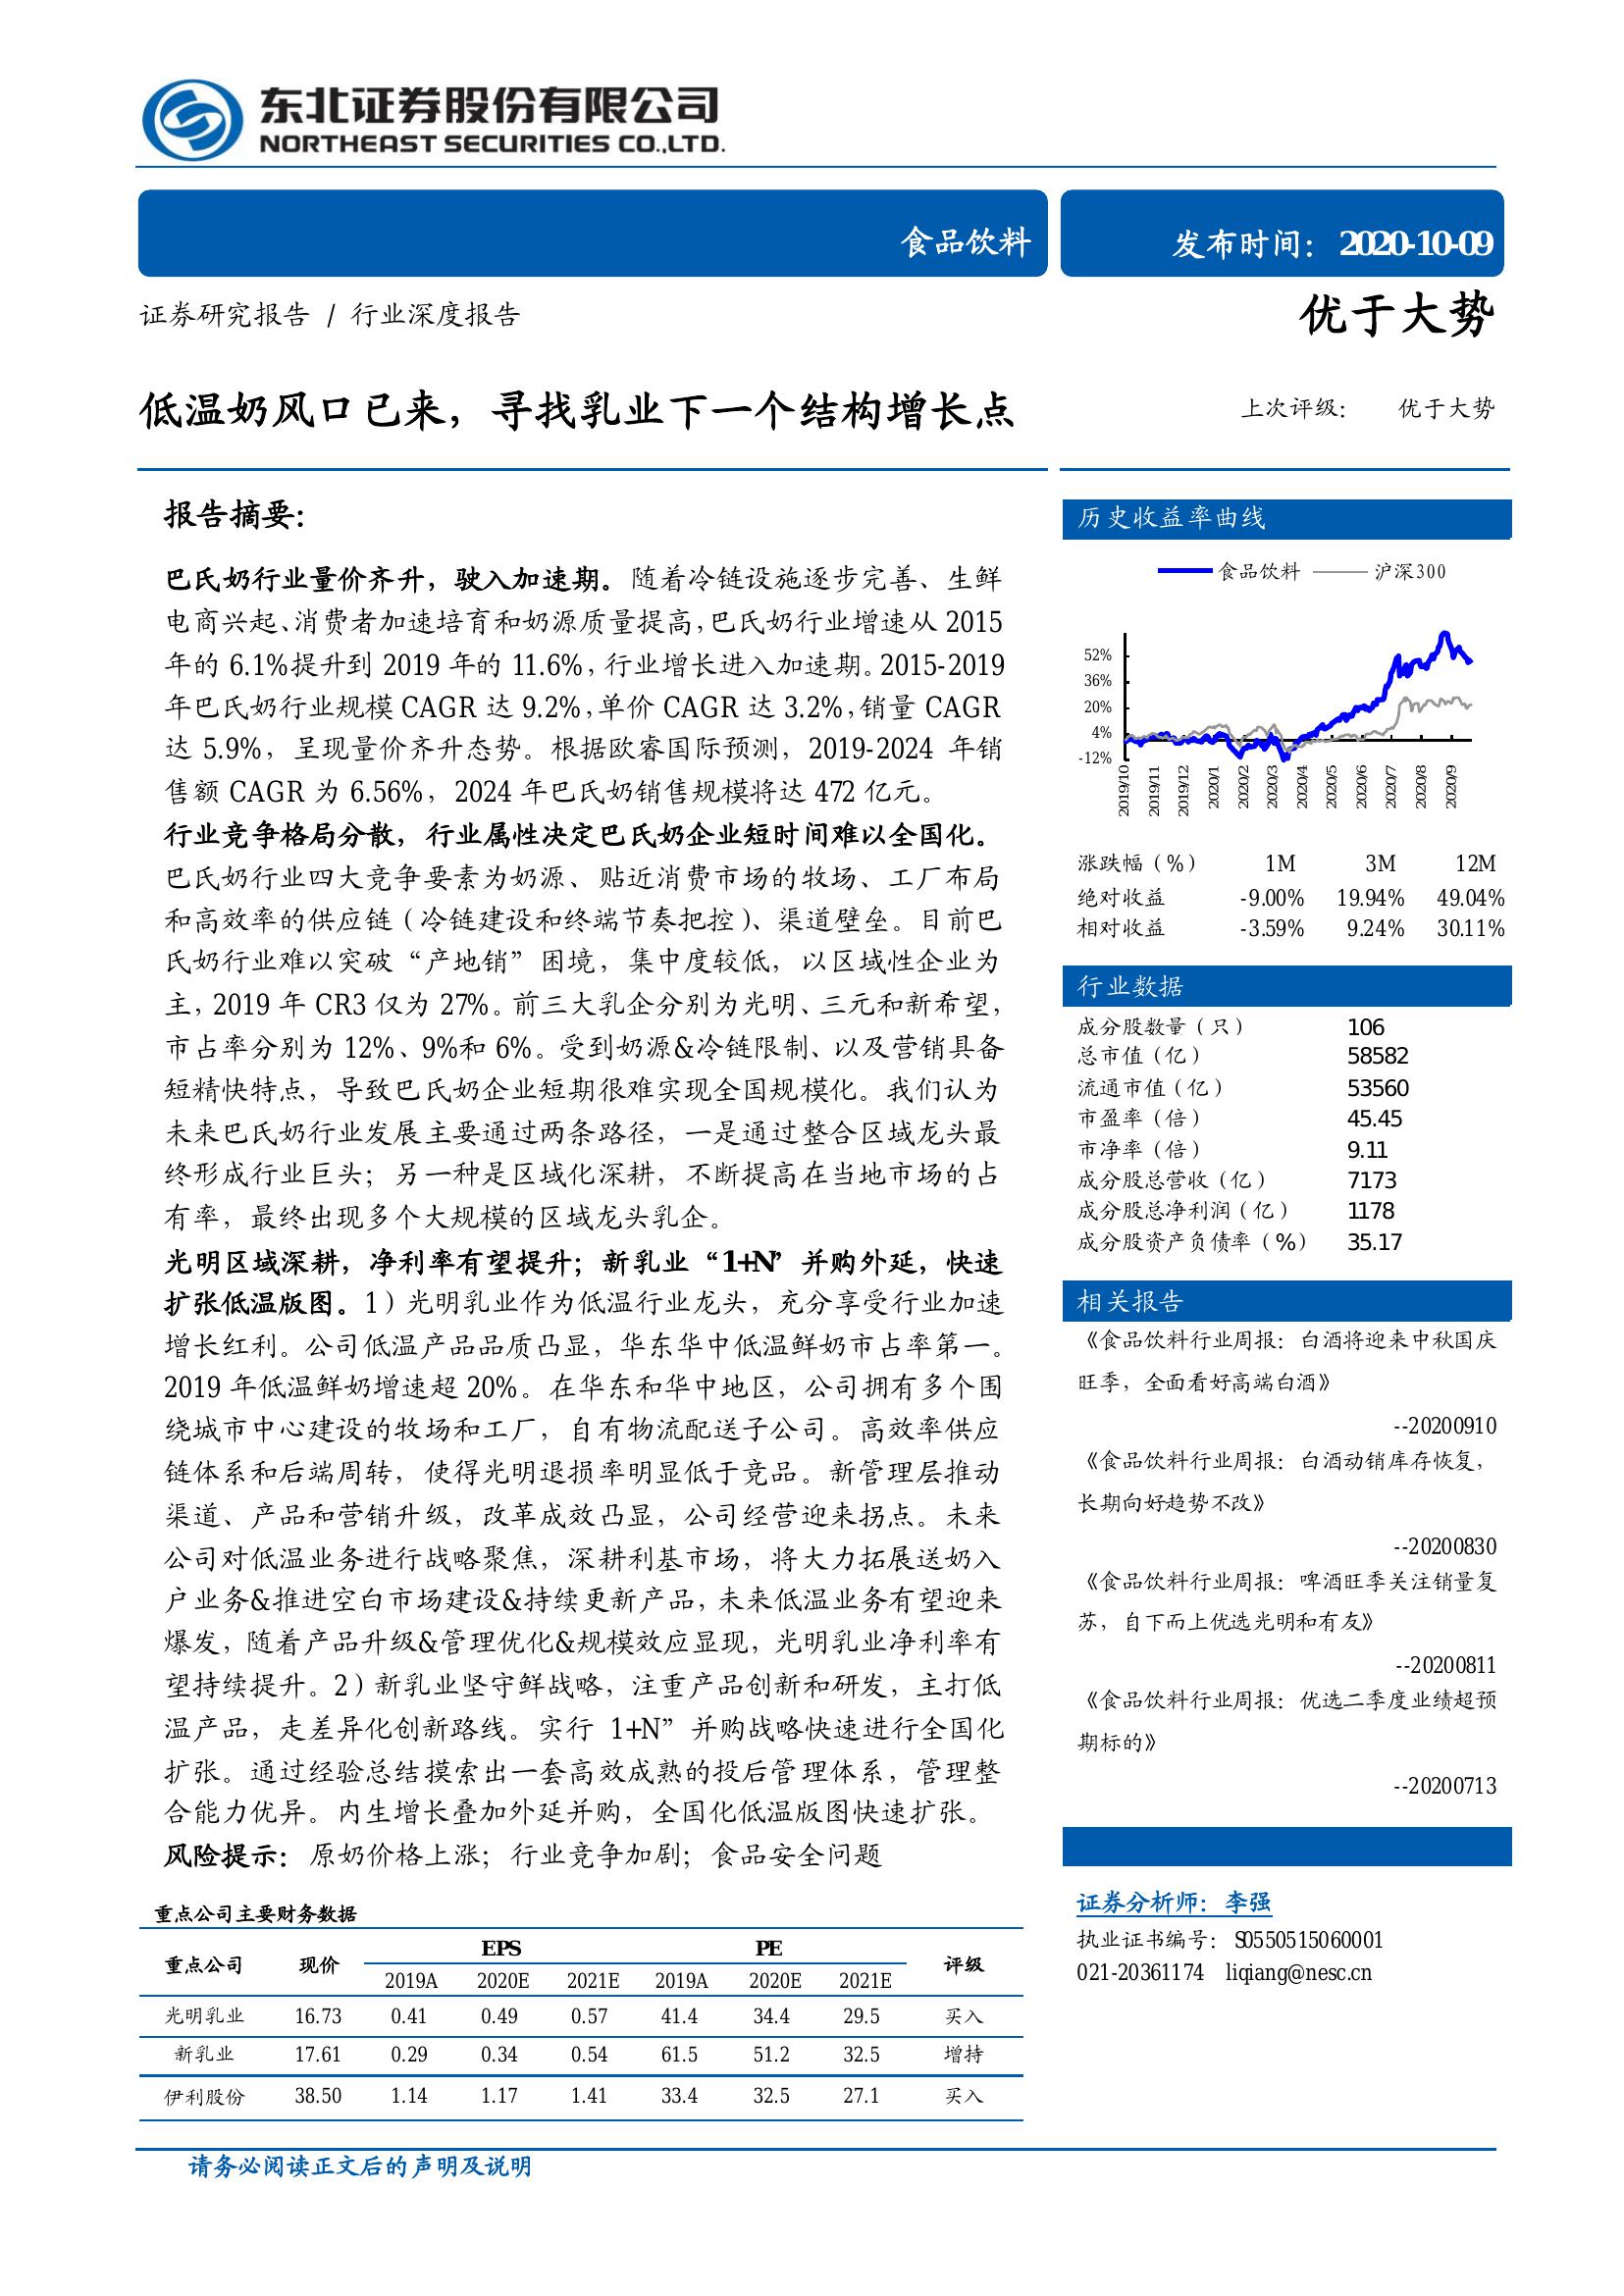 东北证券股份有限公司
NORTHEAST SECURITIES CO.,LTD.
食品饮料
发布时间： 2020-10-09
证券研究报告 / 行业深度报告
优于大势
低温奶风口已来，寻找乳业下一个结构增长点
上次评级： 优于大势
报告摘要：
巴氏奶行业量价齐升，驶入加速期。随着冷链设施逐步完善、生鲜
电商兴起、消费者加速培育和奶源质量提高，巴氏奶行业增速从 2015
年的 6.1%提升到 2019 年的 11.6%，行业增长进入加速期。2015-2019
年巴氏奶行业规模 CAGR 达 9.2%，单价 CAGR 达 3.2%，销量 CAGR
达 5.9%，呈现量价齐升态势。根据欧睿国际预测，2019-2024 年销
售额 CAGR 为 6.56%，2024 年巴氏奶销售规模将达 472 亿元。
行业竞争格局分散，行业属性决定巴氏奶企业短时间难以全国化。
巴氏奶行业四大竞争要素为奶源、贴近消费市场的牧场、工厂布局
和高效率的供应链（冷链建设和终端节奏把控）、渠道壁垒。目前巴
氏奶行业难以突破“产地销”困境，集中度较低，以区域性企业为
主，2019 年 CR3 仅为 27%。前三大乳企分别为光明、三元和新希望，
市占率分别为 12%、9%和 6%。受到奶源&冷链限制、以及营销具备
短精快特点，导致巴氏奶企业短期很难实现全国规模化。我们认为
未来巴氏奶行业发展主要通过两条路径，一是通过整合区域龙头最
终形成行业巨头；另一种是区域化深耕，不断提高在当地市场的占
有率，最终出现多个大规模的区域龙头乳企。
光明区域深耕，净利率有望提升；新乳业“1+N”并购外延，快速
扩张低温版图。1）光明乳业作为低温行业龙头，充分享受行业加速
增长红利。公司低温产品品质凸显，华东华中低温鲜奶市占率第一。
2019 年低温鲜奶增速超 20%。在华东和华中地区，公司拥有多个围
绕城市中心建设的牧场和工厂，自有物流配送子公司。高效率供应
链体系和后端周转，使得光明退损率明显低于竞品。新管理层推动
渠道、产品和营销升级，改革成效凸显，公司经营迎来拐点。未来
公司对低温业务进行战略聚焦，深耕利基市场，将大力拓展送奶入
户业务&推进空白市场建设&持续更新产品，未来低温业务有望迎来
爆发，随着产品升级&管理优化&规模效应显现，光明乳业净利率有
望持续提升。2）新乳业坚守鲜战略，注重产品创新和研发，主打低
温产品，走差异化创新路线。实行 1+N”并购战略快速进行全国化
扩张。通过经验总结摸索出一套高效成熟的投后管理体系，管理整
合能力优异。内生增长叠加外延并购，全国化低温版图快速扩张。
风险提示：原奶价格上涨；行业竞争加剧；食品安全问题
重点公司主要财务数据
重点公司 现价 EPS PE 评级
2019A 2020E 2021E 2019A 2020E 2021E
光明乳业 16.73 0.41 0.49 0.57 41.4 34.4 29.5 买入
新乳业 17.61 0.29 0.34 0.54 61.5 51.2 32.5 增持
伊利股份 38.50 1.14 1.17 1.41 33.4 32.5 27.1 买入
历史收益率曲线
食品饮料 沪深300
52%
36%
20%
4%
-12%
2019/10 2019/11 2019/12 2020/1 2020/2 2020/3 2020/4 2020/5 2020/6 2020/7 2020/8 2020/9
涨跌幅（%） 1M 3M 12M
绝对收益 -9.00% 19.94% 49.04%
相对收益 -3.59% 9.24% 30.11%
行业数据
成分股数量（只） 106
总市值（亿） 58582
流通市值（亿） 53560
市盈率（倍） 45.45
市净率（倍） 9.11
成分股总营收（亿） 7173
成分股总净利润（亿） 1178
成分股资产负债率（%） 35.17
相关报告
《食品饮料行业周报：白酒将迎来中秋国庆
旺季，全面看好高端白酒》
--20200910
《食品饮料行业周报：白酒动销库存恢复，
长期向好趋势不改》
--20200830
《食品饮料行业周报：啤酒旺季关注销量复
苏，自下而上优选光明和有友》
--20200811
《食品饮料行业周报：优选二季度业绩超预
期标的》
--20200713
证券分析师：李强
执业证书编号：S0550515060001
021-20361174 liqiang@nesc.cn
请务必阅读正文后的声明及说明